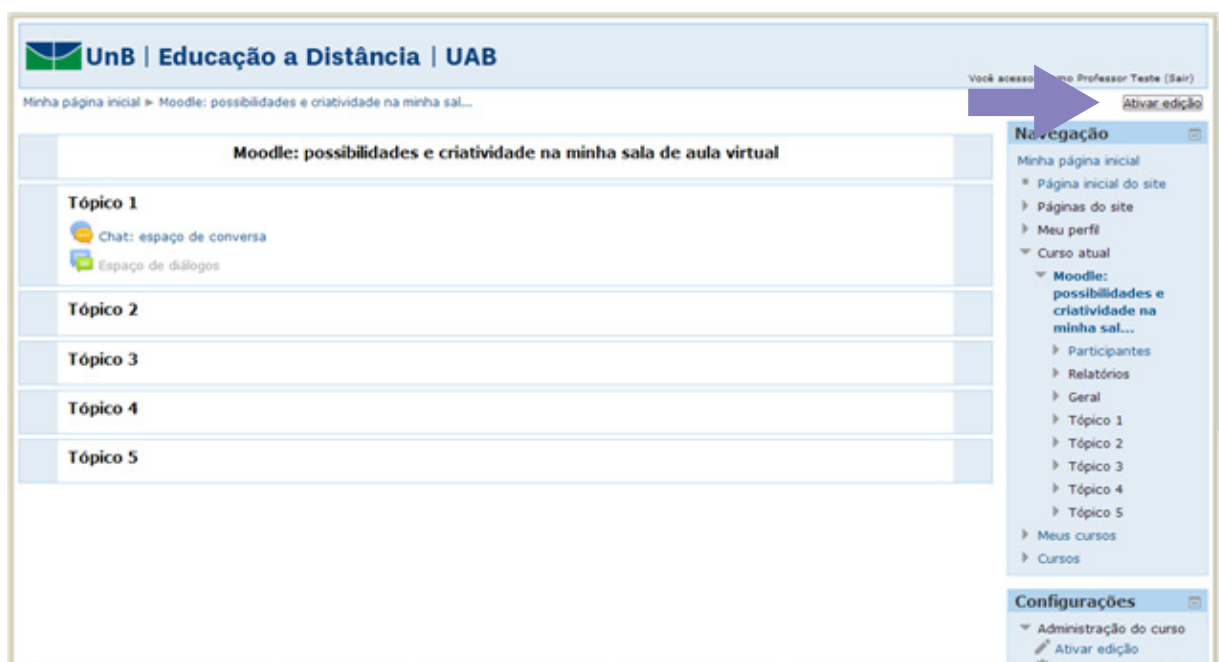 UnB | Educação a Distância | UAB
Você acesso mo Professor Teste (Sair)
Minha página inicial ► Moodle: possibilidades e criatividade na minha sal...
Ativar edição
Moodle: possibilidades e criatividade na minha sala de aula virtual
Tópico 1
Chat: espaço de conversa
Espaço de diálogos
Tópico 2
Tópico 3
Tópico 4
Tópico 5
Navegação
Minha página inicial
Página inicial do site
Páginas do site
Meu perfil
Curso atual
Moodle:
possibilidades e
criatividade na
minha sal...
Participantes
Relatórios
Geral
Tópico 1
Tópico 2
Tópico 3
Tópico 4
Tópico 5
Meus cursos
Cursos
Configurações
Administração do curso
Ativar edição